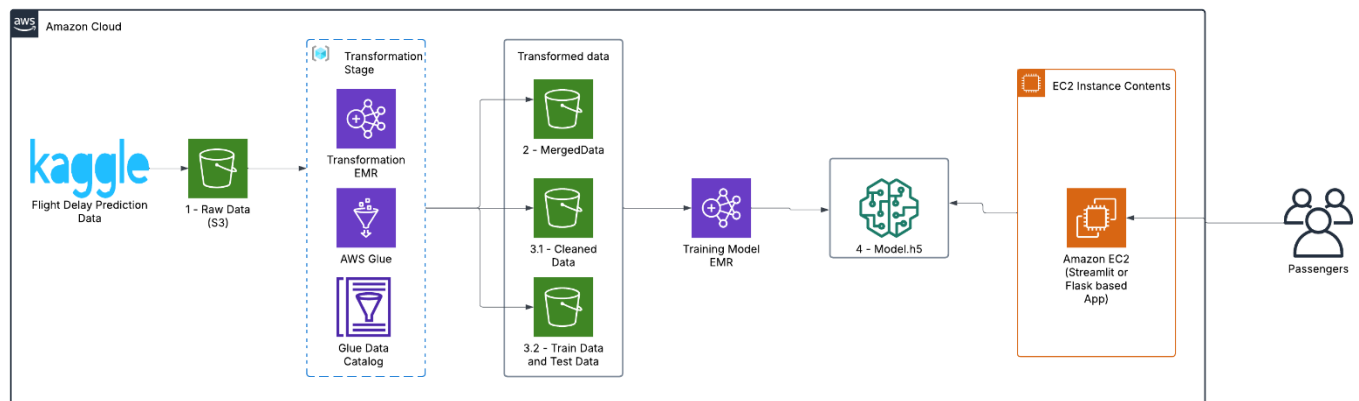 aws
Amazon Cloud
kaggle
Flight Delay Prediction
Data
1 - Raw Data
(S3)
Transformation
Stage
Transformation
EMR
AWS Glue
Glue Data
Catalog
Transformed data
2 - MergedData
3.1 - Cleaned
Data
3.2 - Train Data
and Test Data
Training Model
EMR
4 - Model.h5
EC2 Instance Contents
Amazon EC2
(Streamlit or
Flask based
App)
Passengers